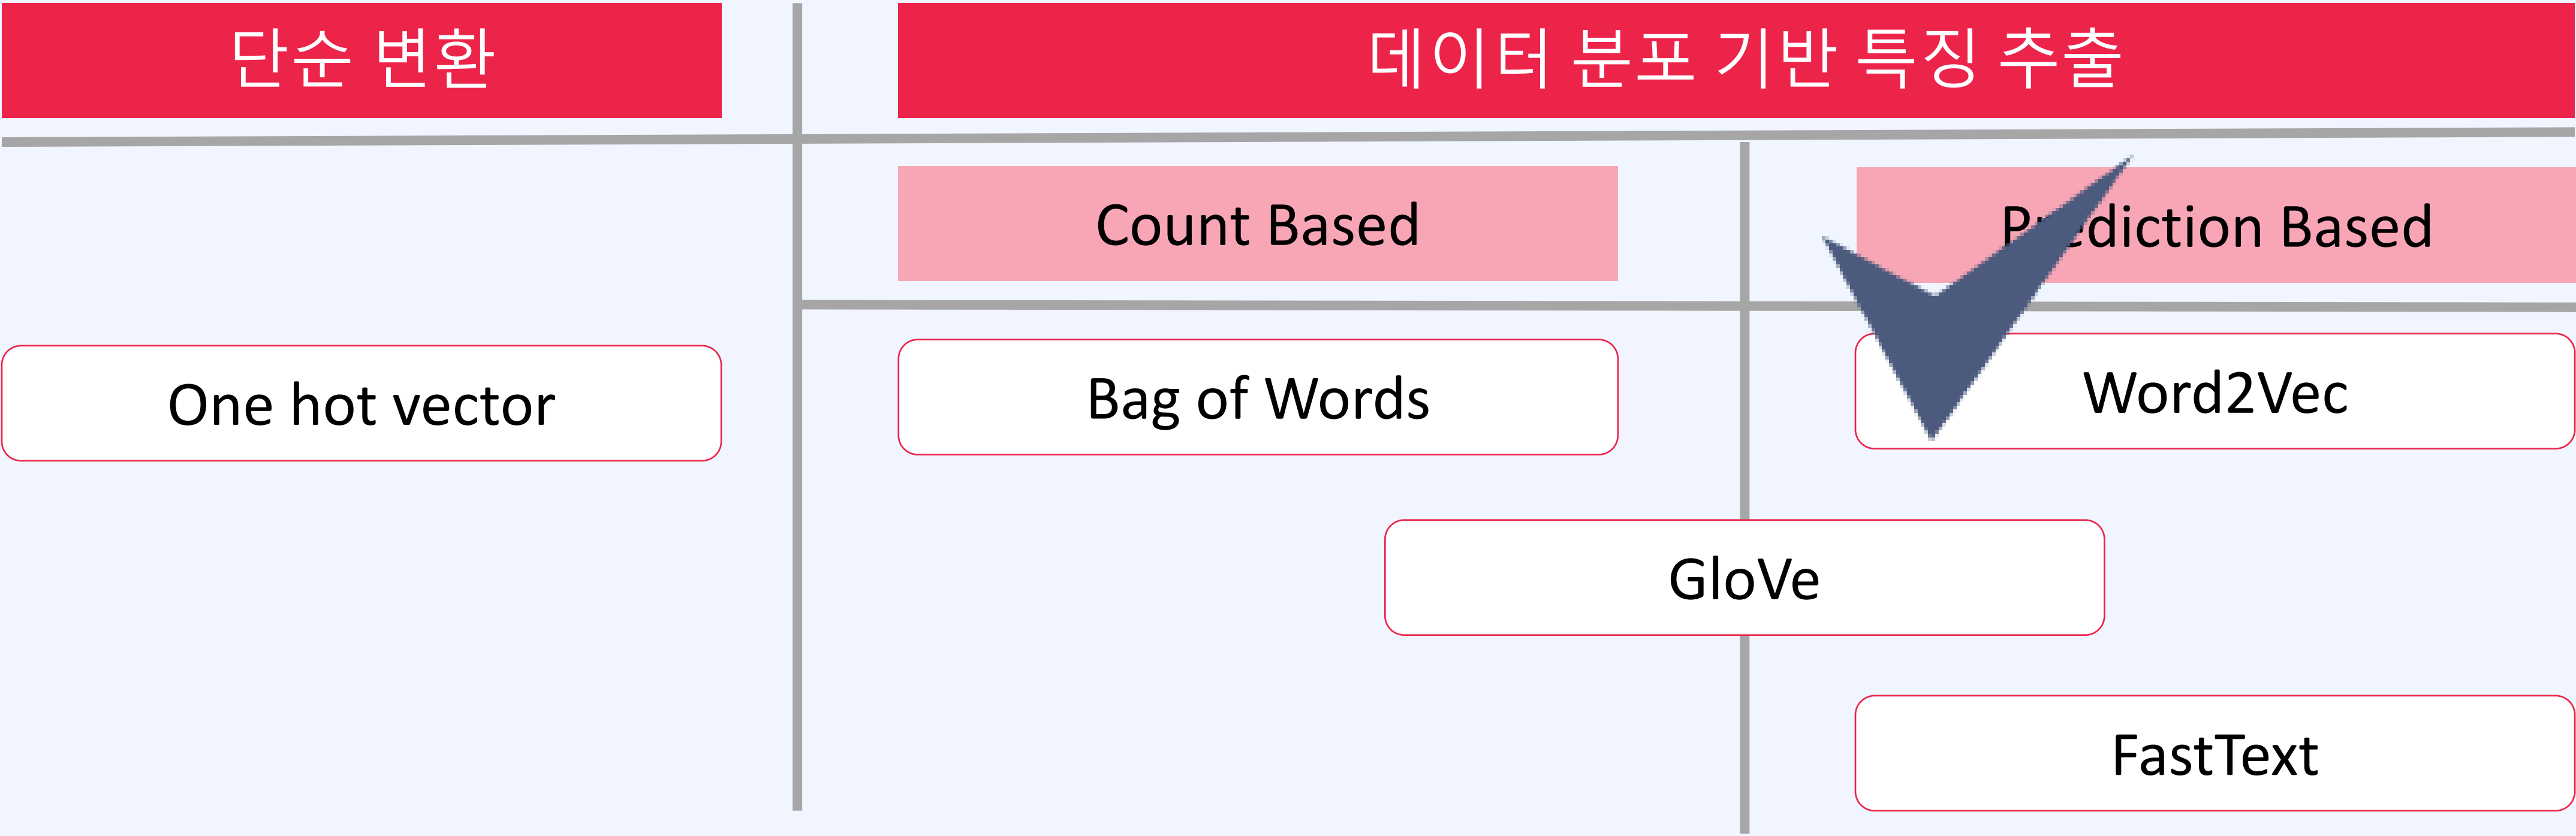 단순 변환
데이터 분포 기반 특징 추출
Count Based
Prediction Based
One hot vector
Bag of Words
Word2Vec
GloVe
FastText